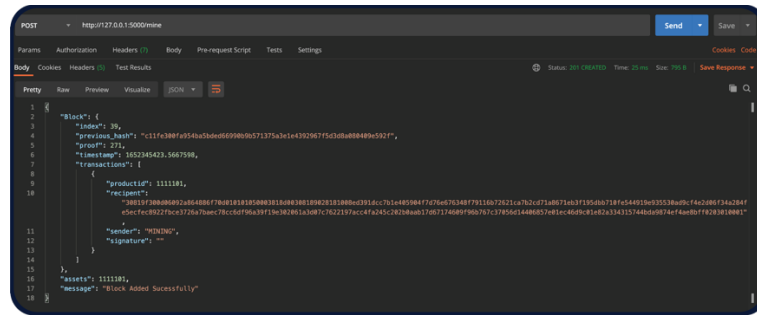 POST http://127.0.0.1:5000/mine Send Save
Params Authorization Headers (7) Body Pre-request Script Tests Settings Cookies Code
Body Cookies Headers (5) Test Results Status: 201 CREATED Time: 25 ms Size: 795 B Save Response
Pretty Raw Preview Visualize JSON
1 {
2 "Block": {
3 "index": 39,
4 "previous_hash": "c11fe300fa954ba5bded66990b9b571375a3e1e4392967f5d3d8a080409e592f",
5 "proof": 271,
6 "timestamp": 1652345423.5667598,
7 "transactions": [
8 {
9 "productid": 1111101,
10 "recipent":
"30819f300d06092a864886f70d010101050003818d00308189028181008ed391dcc7b1e405904f7d76e676348f79116b72621ca7b2cd71a8671eb3f195dbb710fe544919e935530ad9cf4e2d06f34a284f
e5ecfec8922fbce3726a7baec78cc6df96a39f19e302061a3d07c7622197acc4fa245c202b0aab17d67174609f96b767c37056d14406857e01ec46d9c01e82a334315744bda9874ef4ae8bff0203010001"
,
11 "sender": "MINING",
12 "signature": ""
13 }
14 ]
15 },
16 "assets": 1111101,
17 "message": "Block Added Sucessfully"
18 }